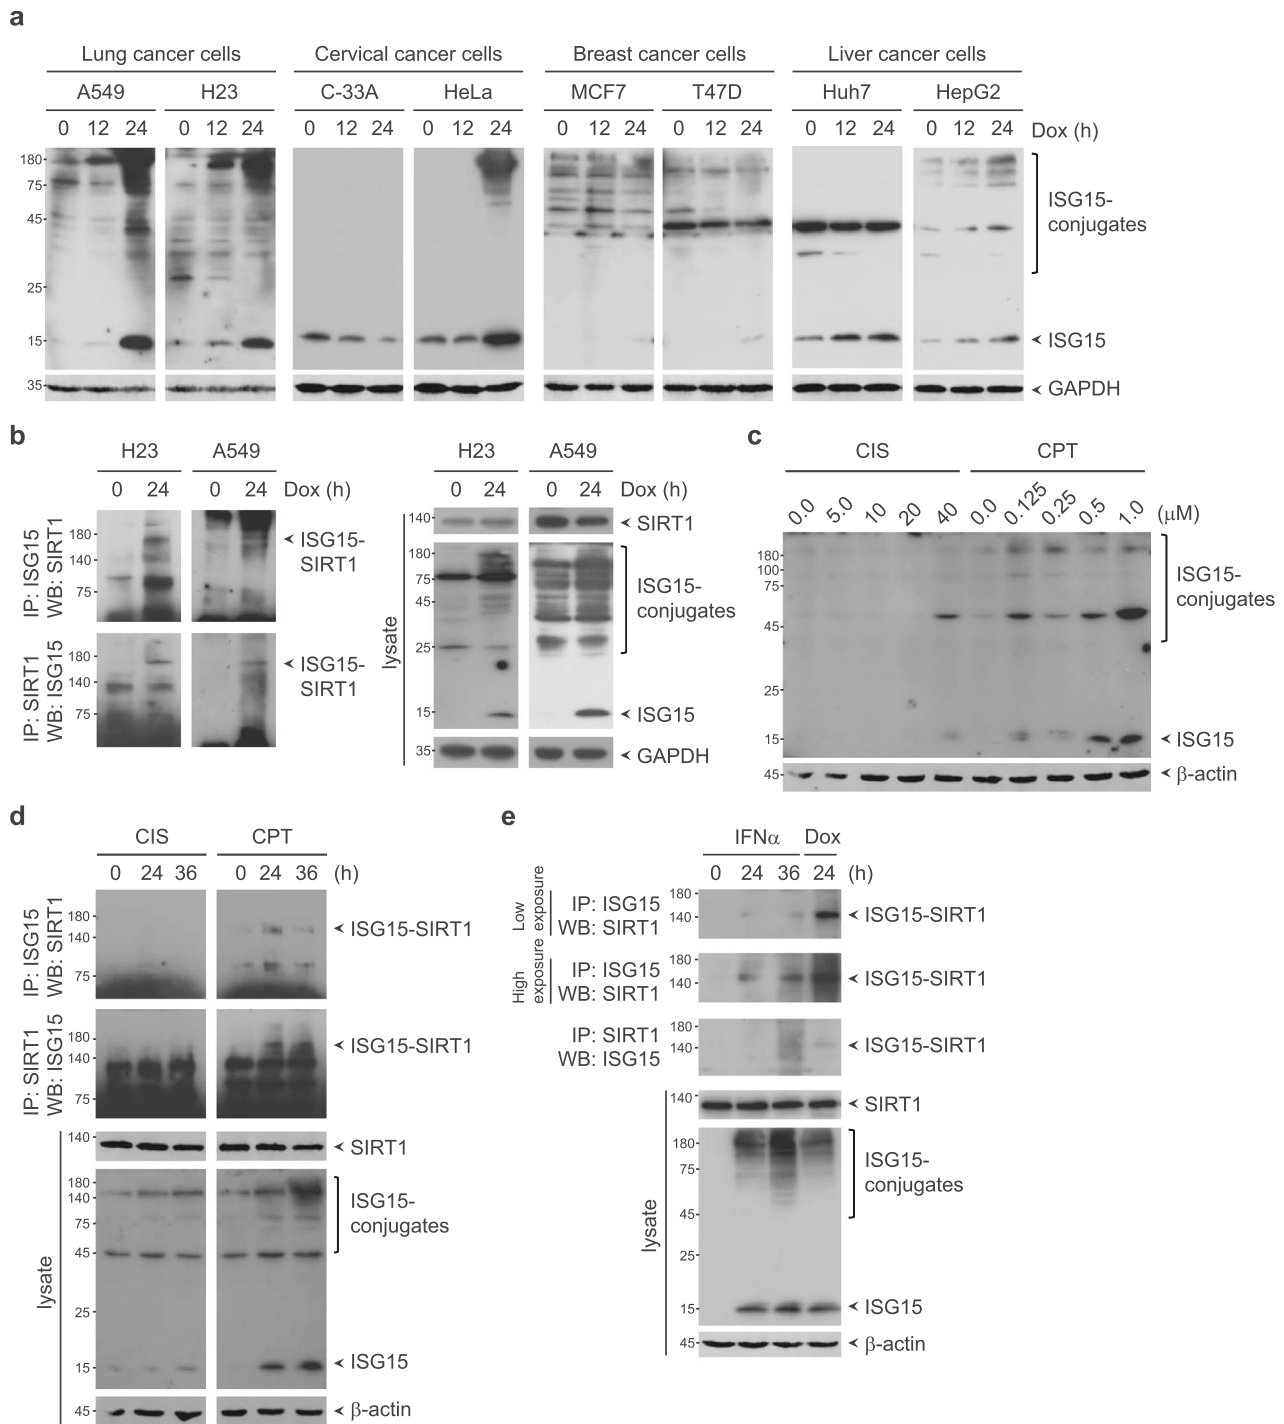 a
Lung cancer cells
Cervical cancer cells
Breast cancer cells
Liver cancer cells
A549
H23
C-33A
HeLa
MCF7
T47D
Huh7
HepG2
0 12 24
0 12 24
0 12 24
0 12 24
0 12 24
0 12 24
0 12 24
0 12 24
Dox (h)
180
75
45
25
15
35
ISG15-
conjugates
ISG15
GAPDH
b
H23
A549
0 24
0 24
Dox (h)
IP: ISG15
WB: SIRT1
180
140
75
ISG15-
SIRT1
IP: SIRT1
WB: ISG15
180
140
75
ISG15-
SIRT1
H23
A549
0 24
0 24
Dox (h)
lysate
140
SIRT1
180
75
45
25
15
ISG15-
conjugates
ISG15
35
GAPDH
c
CIS
CPT
0.0 5.0 10 20 40 0.0 0.125 0.25 0.5 1.0 (μM)
180
100
75
45
25
15
ISG15-
conjugates
ISG15
45
β-actin
d
CIS
CPT
0 24 36
0 24 36
(h)
IP: ISG15
WB: SIRT1
180
140
75
ISG15-SIRT1
IP: SIRT1
WB: ISG15
180
140
75
ISG15-SIRT1
lysate
140
SIRT1
180
140
75
45
25
15
ISG15-
conjugates
ISG15
45
β-actin
e
IFNα
Dox
0 24 36 24 (h)
Low
exposure
IP: ISG15
WB: SIRT1
180
140
ISG15-SIRT1
High
exposure
IP: ISG15
WB: SIRT1
180
140
ISG15-SIRT1
IP: SIRT1
WB: ISG15
180
140
ISG15-SIRT1
lysate
140
SIRT1
180
75
45
25
15
ISG15-
conjugates
ISG15
45
β-actin